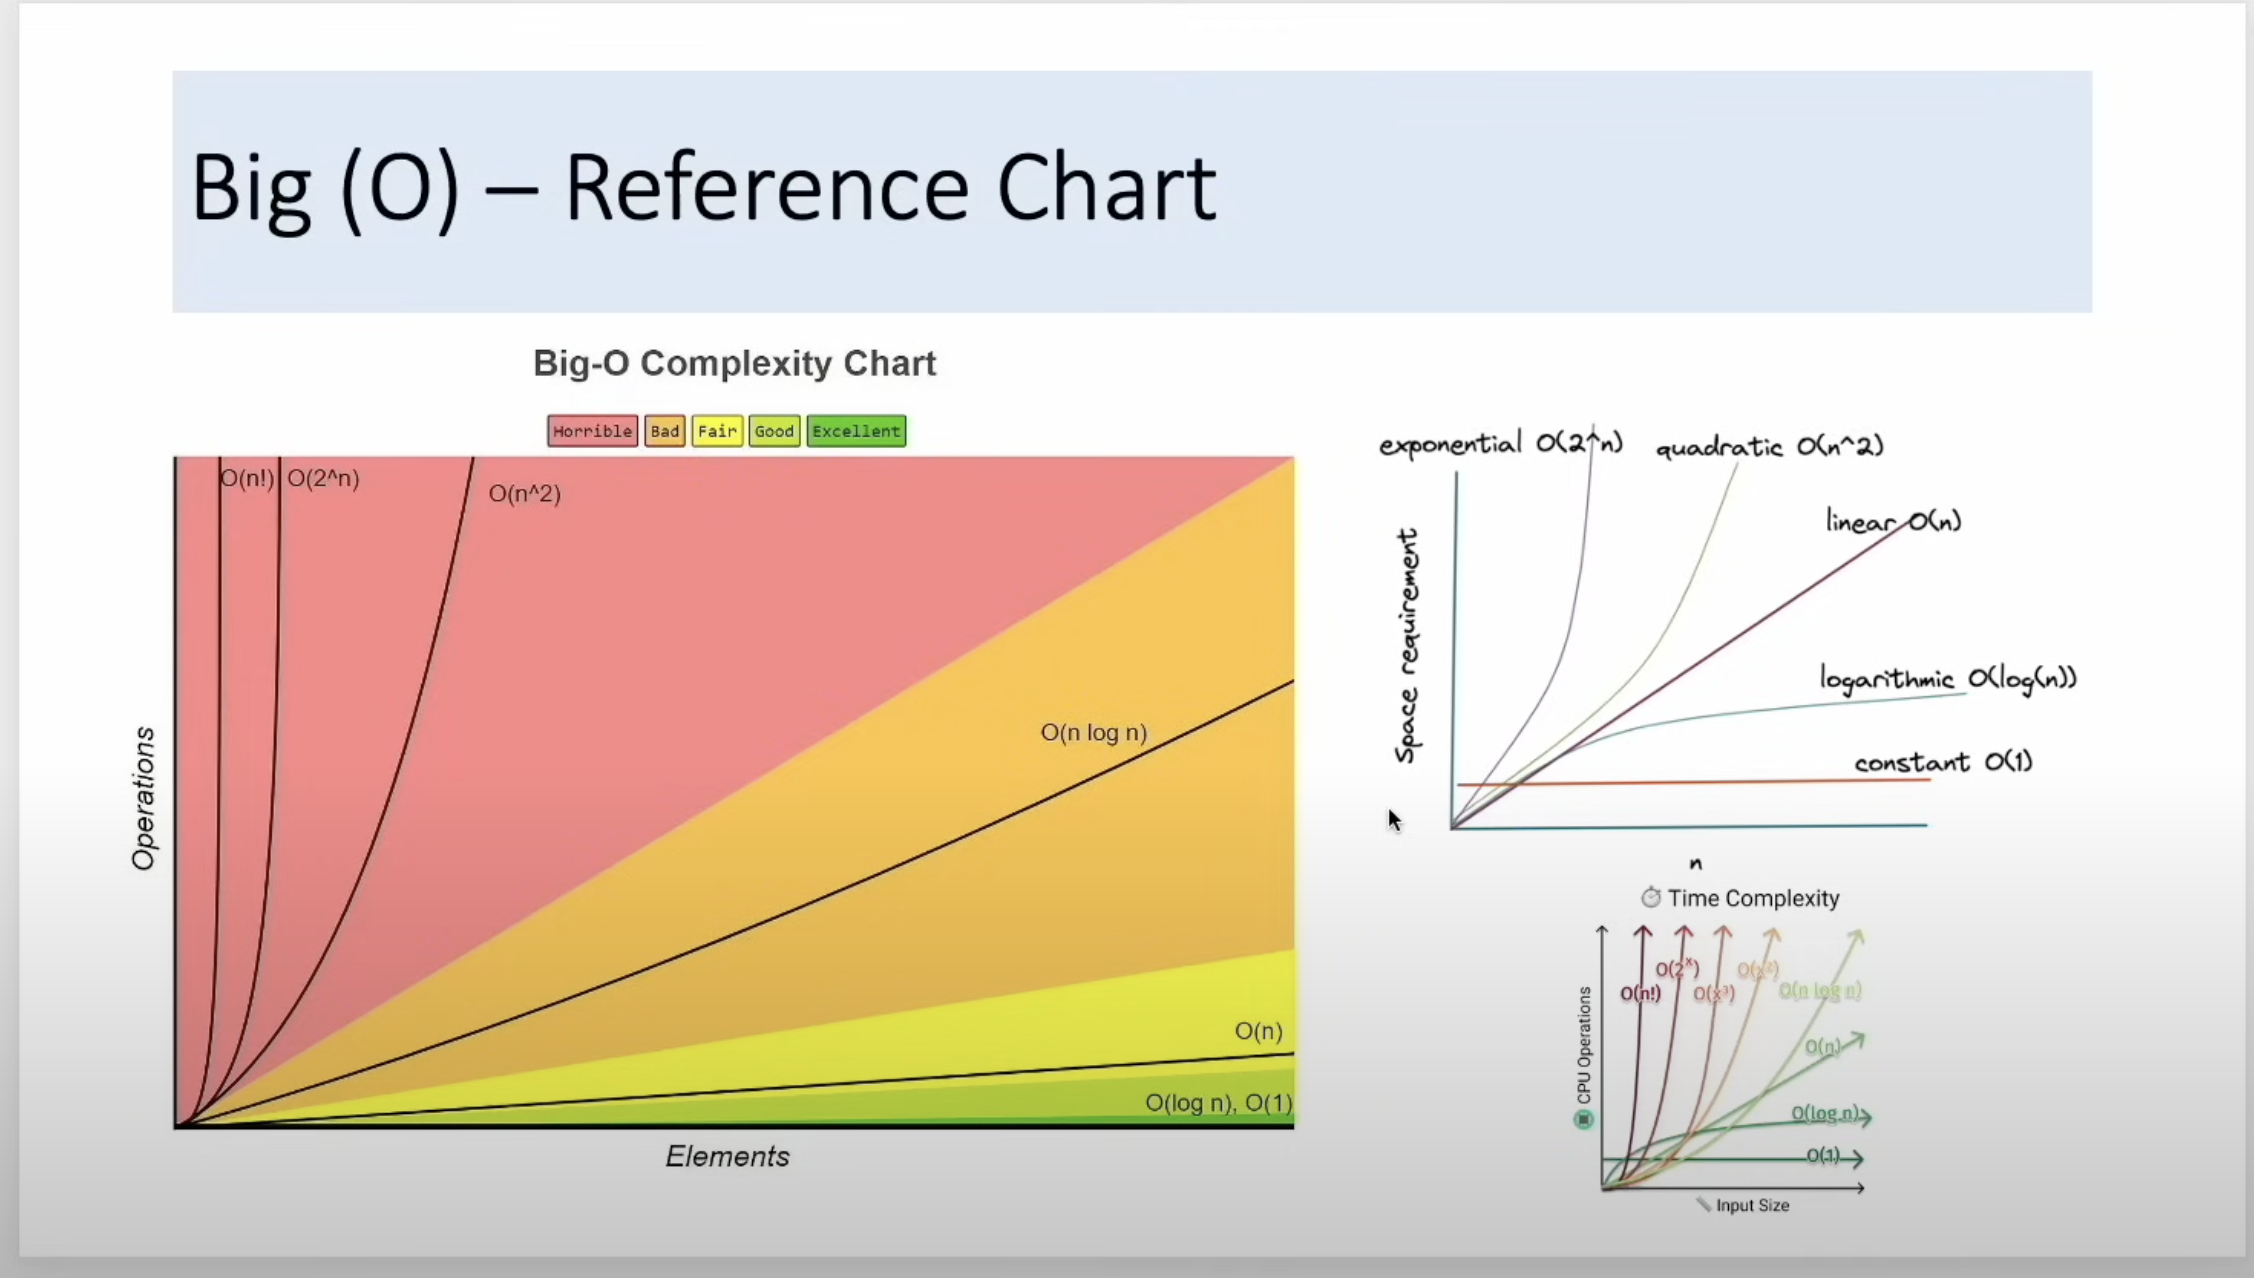 Big (O) – Reference Chart
Big-O Complexity Chart
Horrible Bad Fair Good Excellent
O(n!) O(2^n)
O(n^2)
O(n log n)
O(n)
O(log n), O(1)
Operations
Elements
exponential O(2^n) quadratic O(n^2)
linear O(n)
logarithmic O(log(n))
constant O(1)
Space requirement
n
Time Complexity
O(2^x) O(x²)
O(n!) O(x³) O(n log n)
O(n)
O(log n)
O(1)
CPU Operations
Input Size